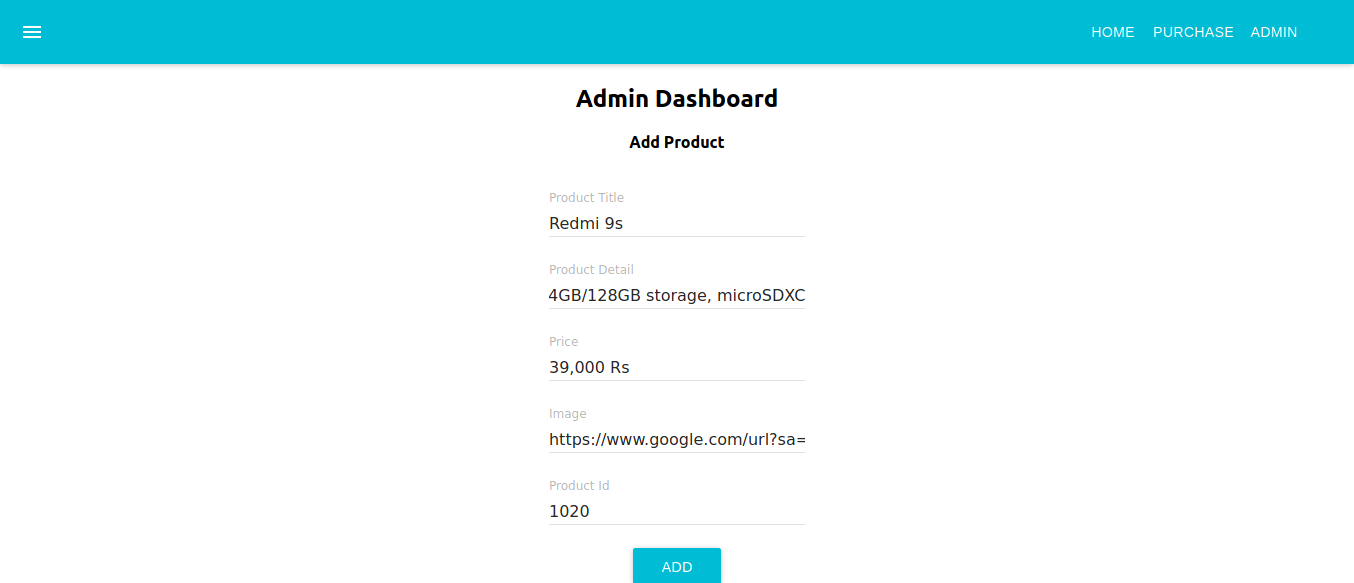 HOME PURCHASE ADMIN
Admin Dashboard
Add Product
Product Title
Redmi 9s
Product Detail
4GB/128GB storage, microSDXC
Price
39,000 Rs
Image
https://www.google.com/url?sa=
Product Id
1020
ADD